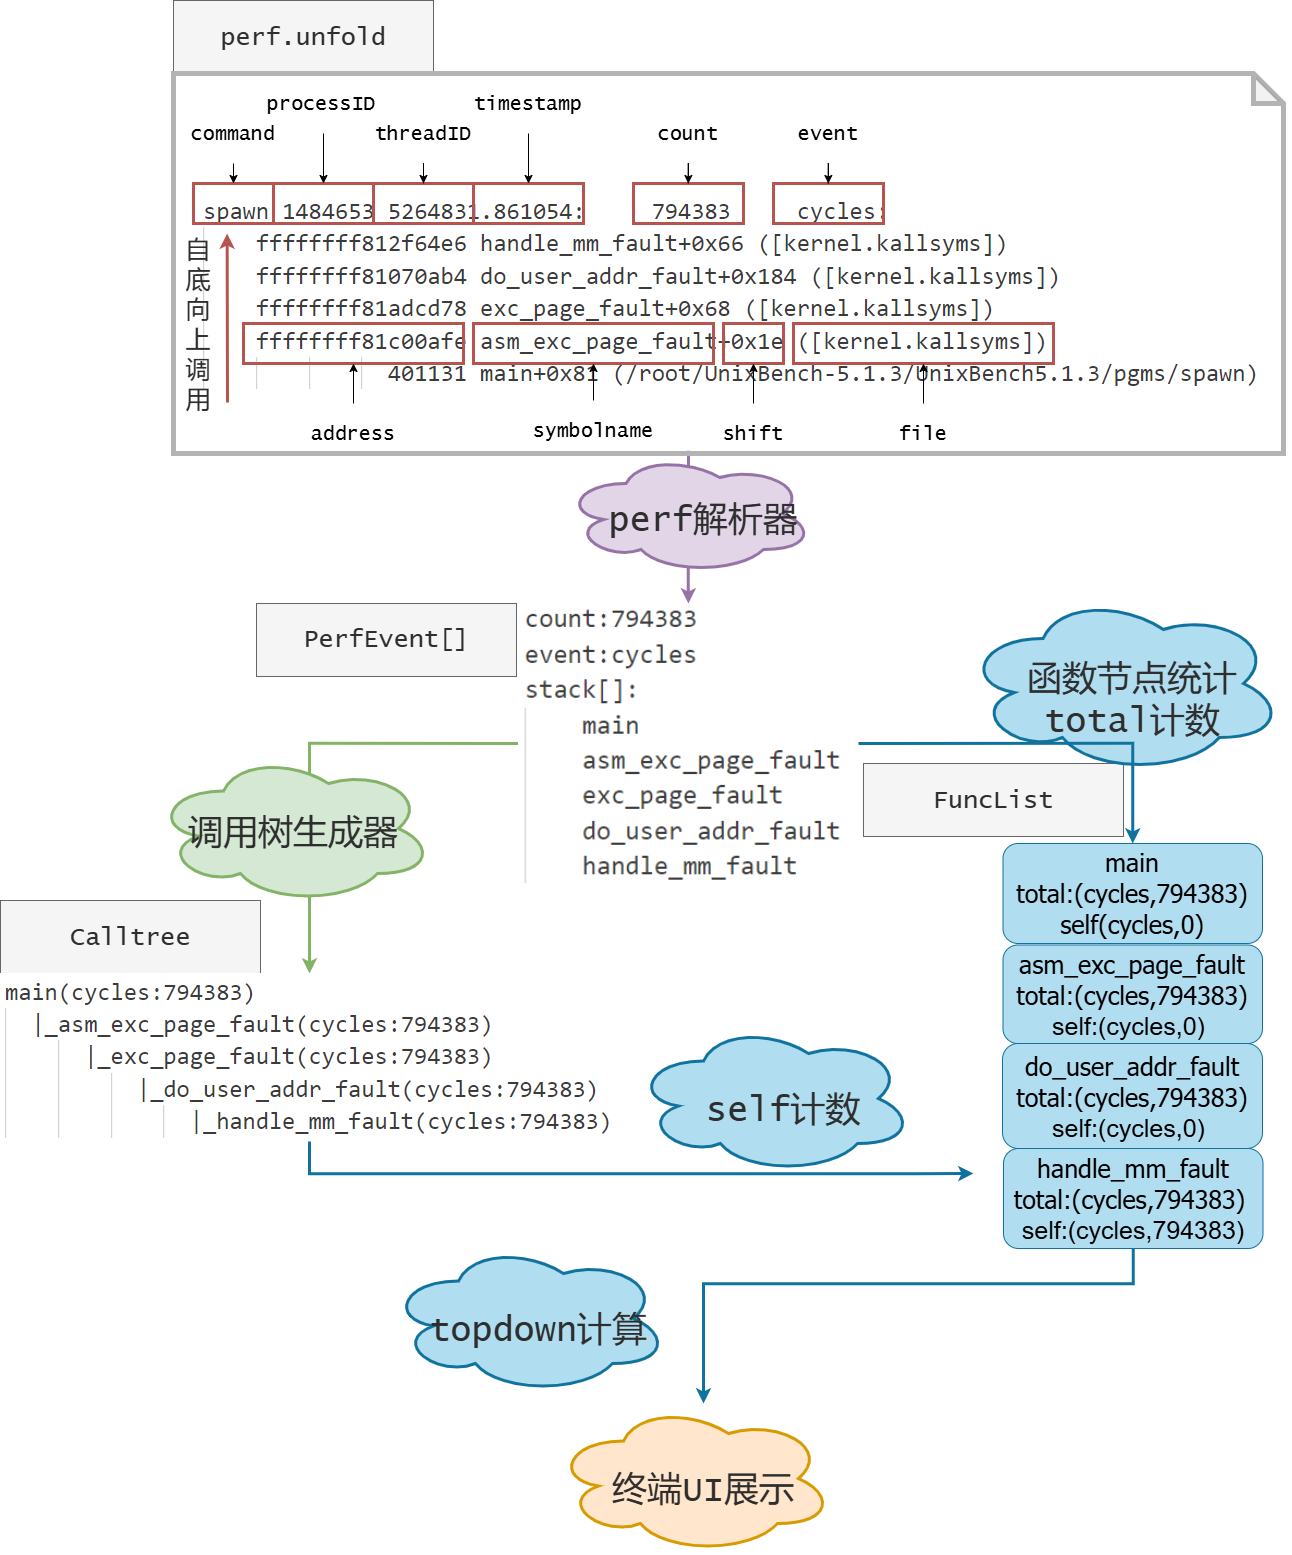 perf.unfold
processID
timestamp
command
threadID
count
event
spawn 1484653 5264831.861054: 794383 cycles:
ffffffff812f64e6 handle_mm_fault+0x66 ([kernel.kallsyms])
ffffffff81070ab4 do_user_addr_fault+0x184 ([kernel.kallsyms])
ffffffff81adcd78 exc_page_fault+0x68 ([kernel.kallsyms])
ffffffff81c00afe asm_exc_page_fault+0x1e ([kernel.kallsyms])
401131 main+0x81 (/root/UnixBench-5.1.3/UnixBench5.1.3/pgms/spawn)
自底向上调用
address
symbolname
shift
file
perf解析器
PerfEvent[]
count:794383
event:cycles
stack[]:
main
asm_exc_page_fault
exc_page_fault
do_user_addr_fault
handle_mm_fault
函数节点统计
total计数
FuncList
调用树生成器
Calltree
main(cycles:794383)
|_asm_exc_page_fault(cycles:794383)
|_exc_page_fault(cycles:794383)
|_do_user_addr_fault(cycles:794383)
|_handle_mm_fault(cycles:794383)
main
total:(cycles,794383)
self(cycles,0)
asm_exc_page_fault
total:(cycles,794383)
self:(cycles,0)
do_user_addr_fault
total:(cycles,794383)
self:(cycles,0)
handle_mm_fault
total:(cycles,794383)
self:(cycles,794383)
self计数
topdown计算
终端UI展示